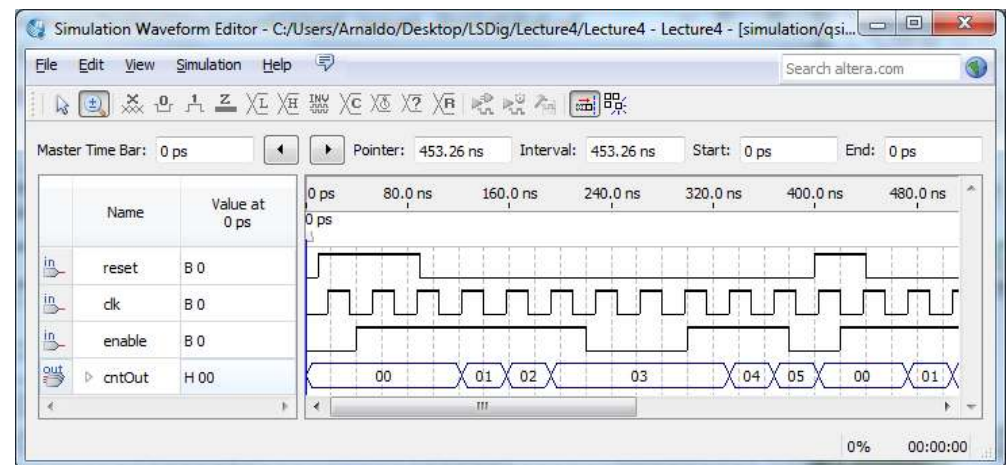 Simulation Waveform Editor - C:/Users/Arnaldo/Desktop/LSDig/Lecture4/Lecture4 - Lecture4 - [simulation/qsi...
File Edit View Simulation Help Search altera.com
Master Time Bar: 0 ps Pointer: 453.26 ns Interval: 453.26 ns Start: 0 ps End: 0 ps
Name Value at 0 ps
0 ps 80.0 ns 160.0 ns 240.0 ns 320.0 ns 400.0 ns 480.0 ns
0 ps
in reset B 0
in clk B 0
in enable B 0
out cntOut H 00 00 01 02 03 04 05 00 01
0% 00:00:00